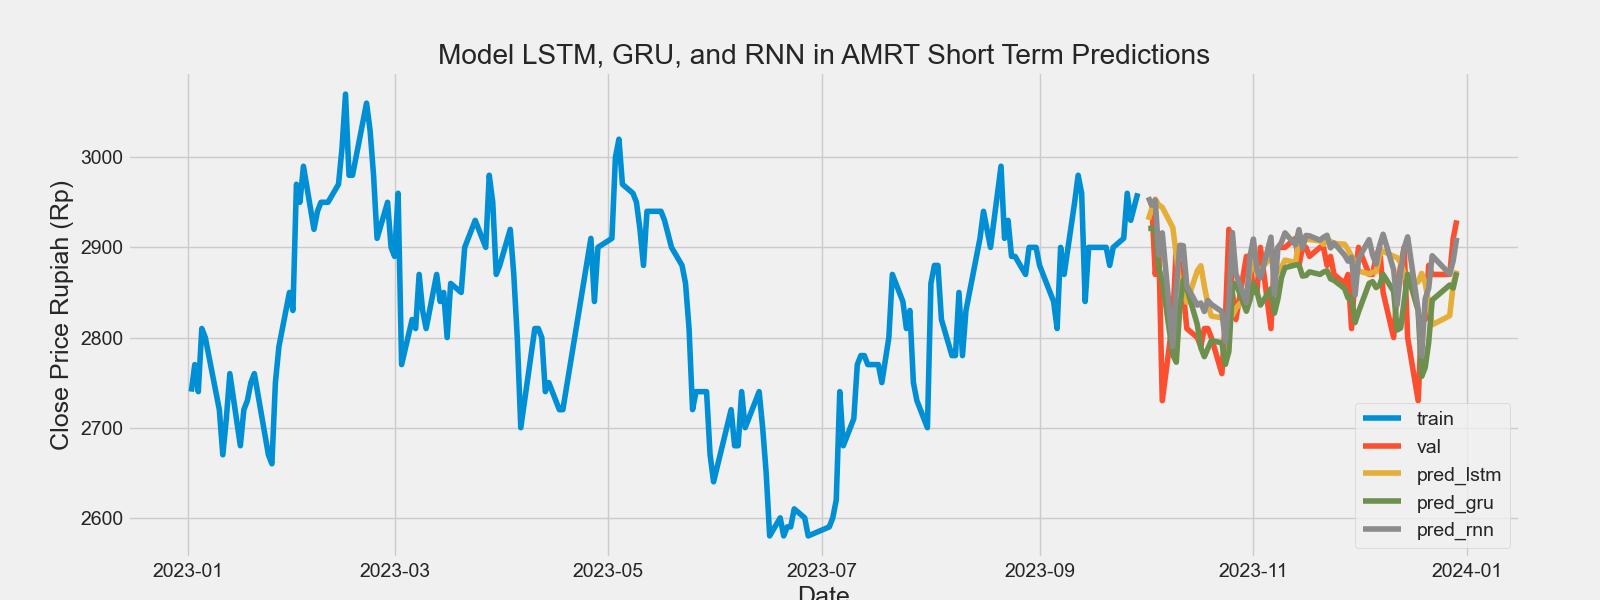 Model LSTM, GRU, and RNN in AMRT Short Term Predictions
Close Price Rupiah (Rp)
3000
2900
2800
2700
2600
train
val
pred_lstm
pred_gru
pred_rnn
2023-01 2023-03 2023-05 2023-07 2023-09 2023-11 2024-01
Date